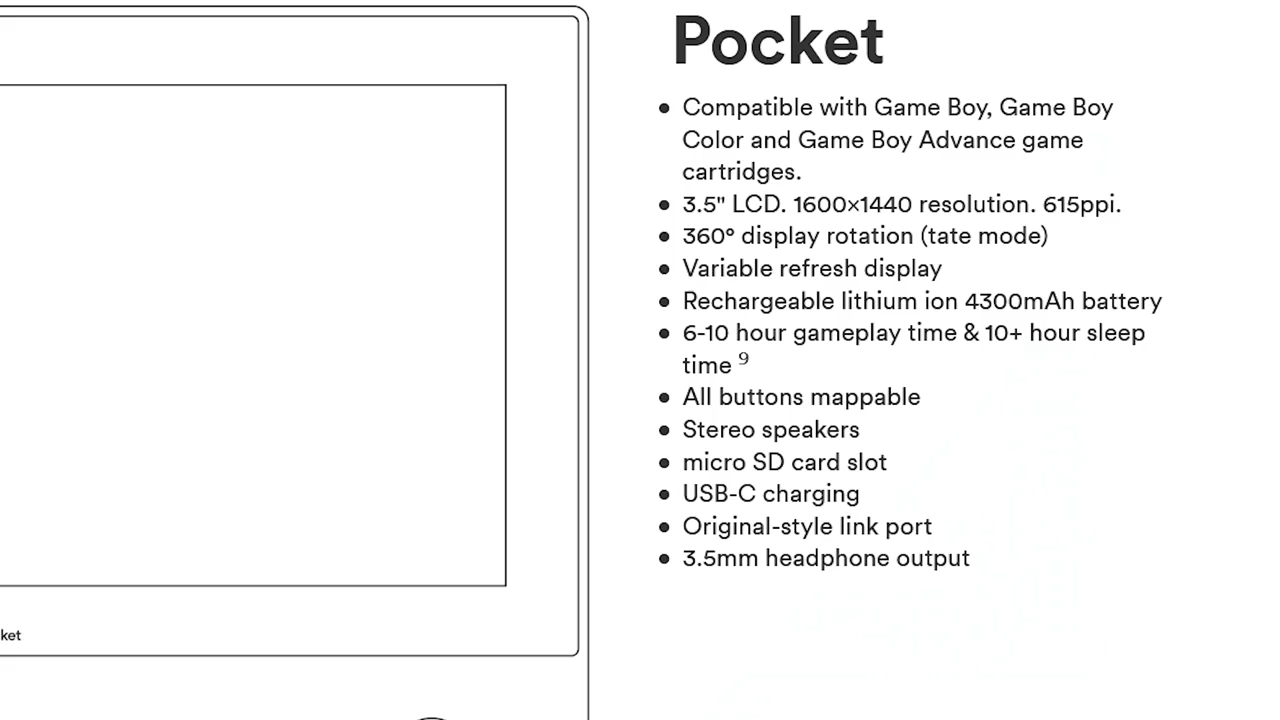 Pocket
• Compatible with Game Boy, Game Boy
Color and Game Boy Advance game
cartridges.
• 3.5" LCD. 1600×1440 resolution. 615ppi.
• 360° display rotation (tate mode)
• Variable refresh display
• Rechargeable lithium ion 4300mAh battery
• 6-10 hour gameplay time & 10+ hour sleep
time ⁹
• All buttons mappable
• Stereo speakers
• micro SD card slot
• USB-C charging
• Original-style link port
• 3.5mm headphone output
ket